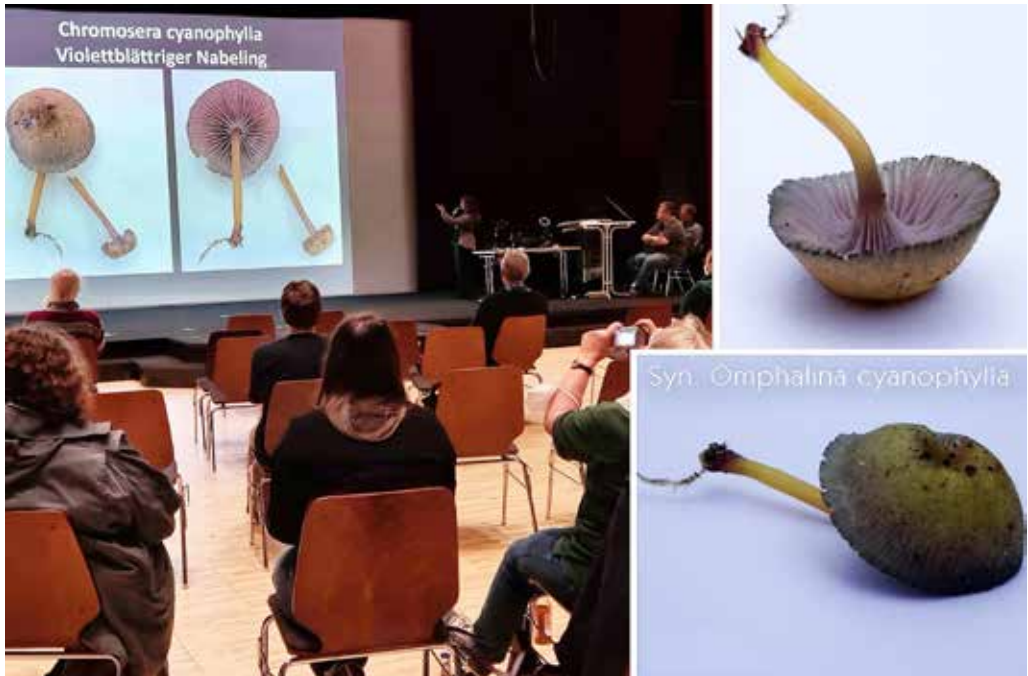 Chromosera cyanophylla
Violettblättriger Nabeling
Syn. Omphalina cyanophylla